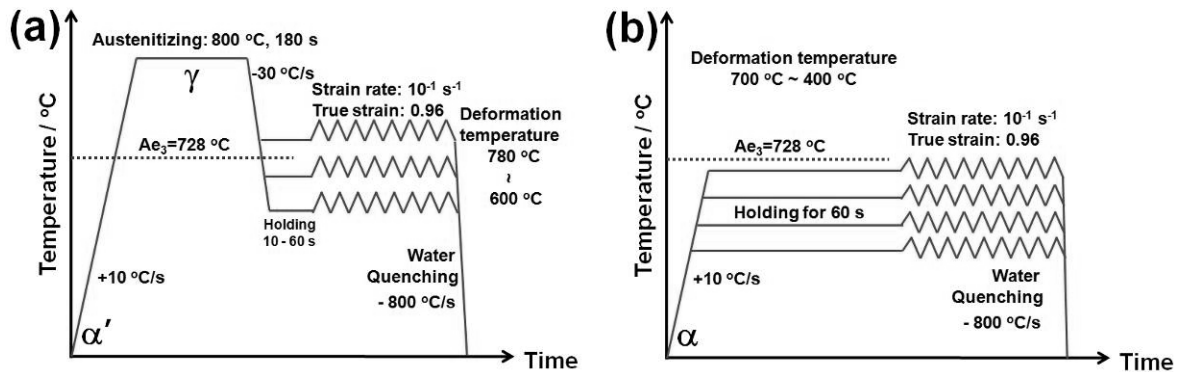 (a)
Temperature / °C
Austenitizing: 800 °C, 180 s
γ
-30 °C/s
Strain rate: 10⁻¹ s⁻¹
True strain: 0.96
Deformation
temperature
780 °C
~
600 °C
Ae₃=728 °C
Holding
10 - 60 s
+10 °C/s
Water
Quenching
- 800 °C/s
α′
Time
(b)
Temperature / °C
Deformation temperature
700 °C ~ 400 °C
Strain rate: 10⁻¹ s⁻¹
True strain: 0.96
Ae₃=728 °C
Holding for 60 s
+10 °C/s
Water
Quenching
- 800 °C/s
α
Time